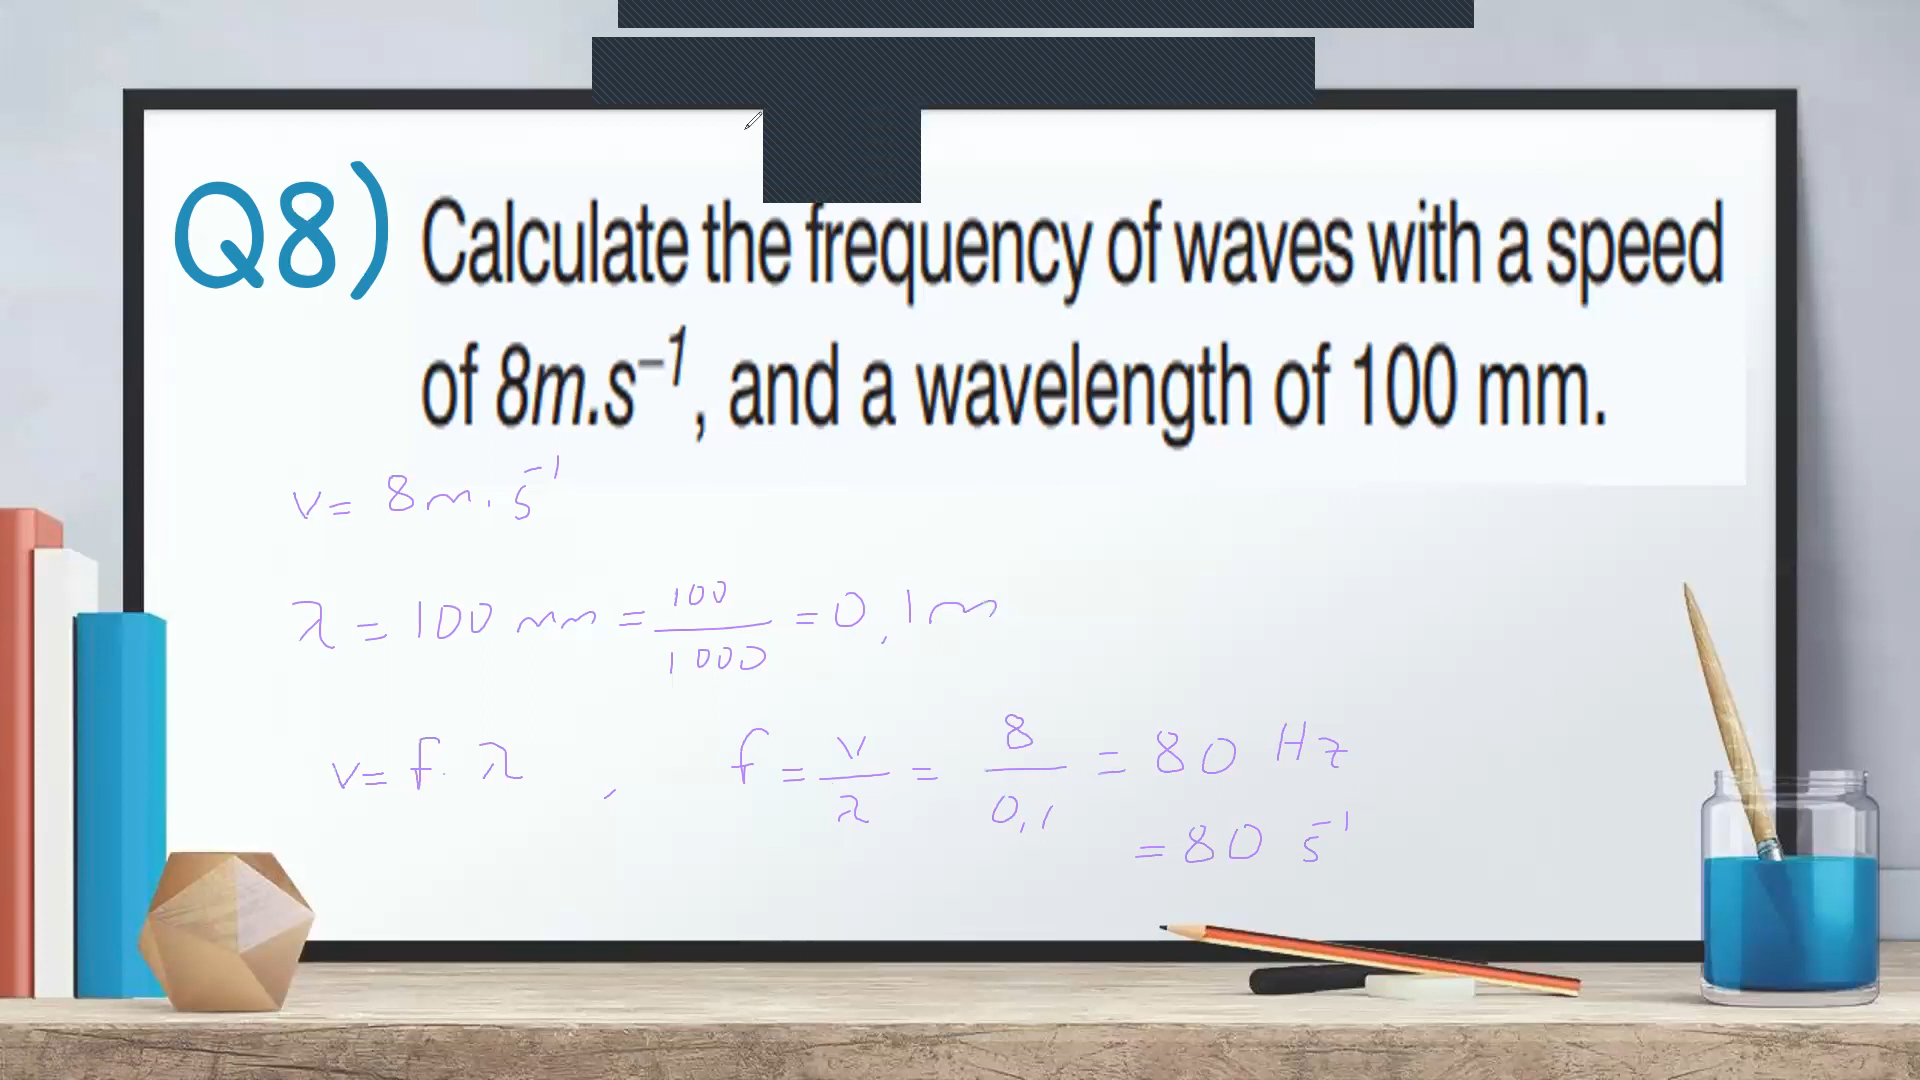 Q8) Calculate the frequency of waves with a speed
of 8m.s⁻¹, and a wavelength of 100 mm.
v = 8 m . s⁻¹
λ = 100 mm = 100/1000 = 0,1 m
v = f . λ , f = v/λ = 8/0,1 = 80 Hz
= 80 s⁻¹